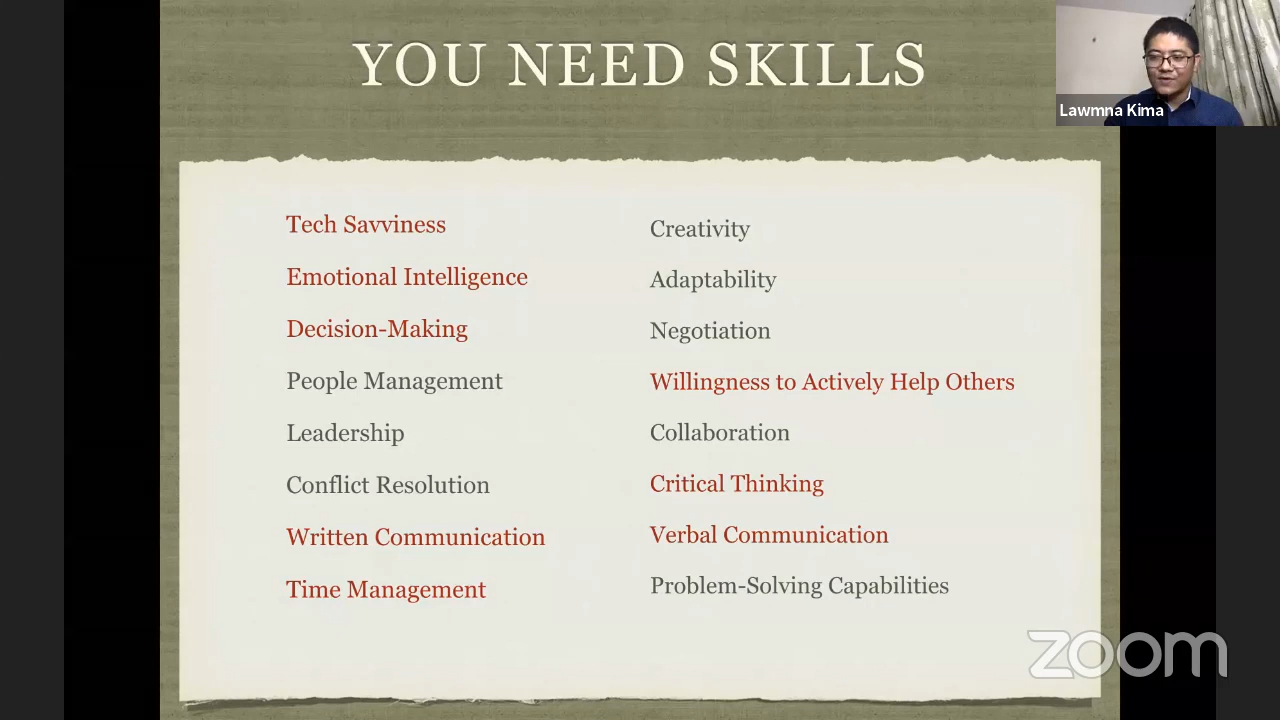 YOU NEED SKILLS
Lawmna Kima
Tech Savviness
Emotional Intelligence
Decision-Making
People Management
Leadership
Conflict Resolution
Written Communication
Time Management
Creativity
Adaptability
Negotiation
Willingness to Actively Help Others
Collaboration
Critical Thinking
Verbal Communication
Problem-Solving Capabilities
zoom